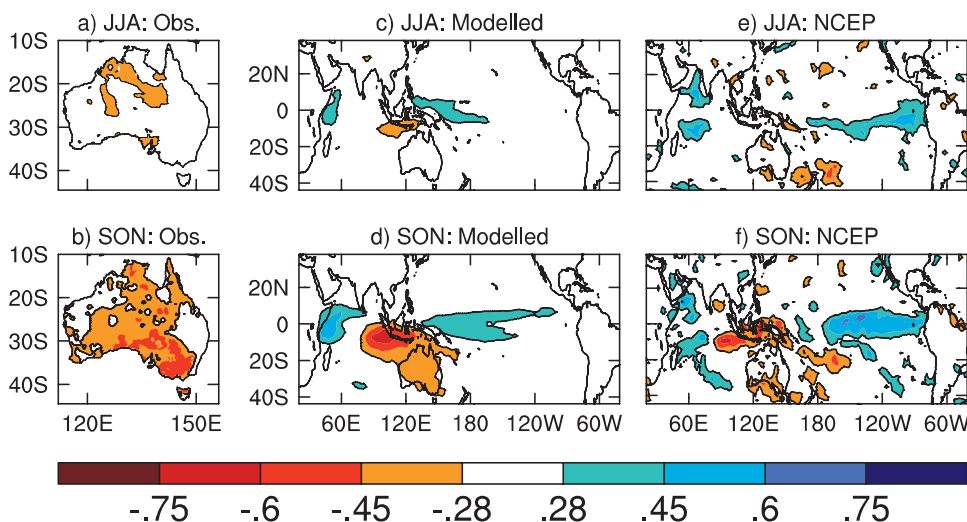 a) JJA: Obs.
c) JJA: Modelled
e) JJA: NCEP
10S
20S
30S
40S
20N
0
20S
40S
b) SON: Obs.
d) SON: Modelled
f) SON: NCEP
10S
20S
30S
40S
20N
0
20S
40S
120E 150E
60E 120E 180 120W 60W
60E 120E 180 120W 60W
-.75 -.6 -.45 -.28 .28 .45 .6 .75